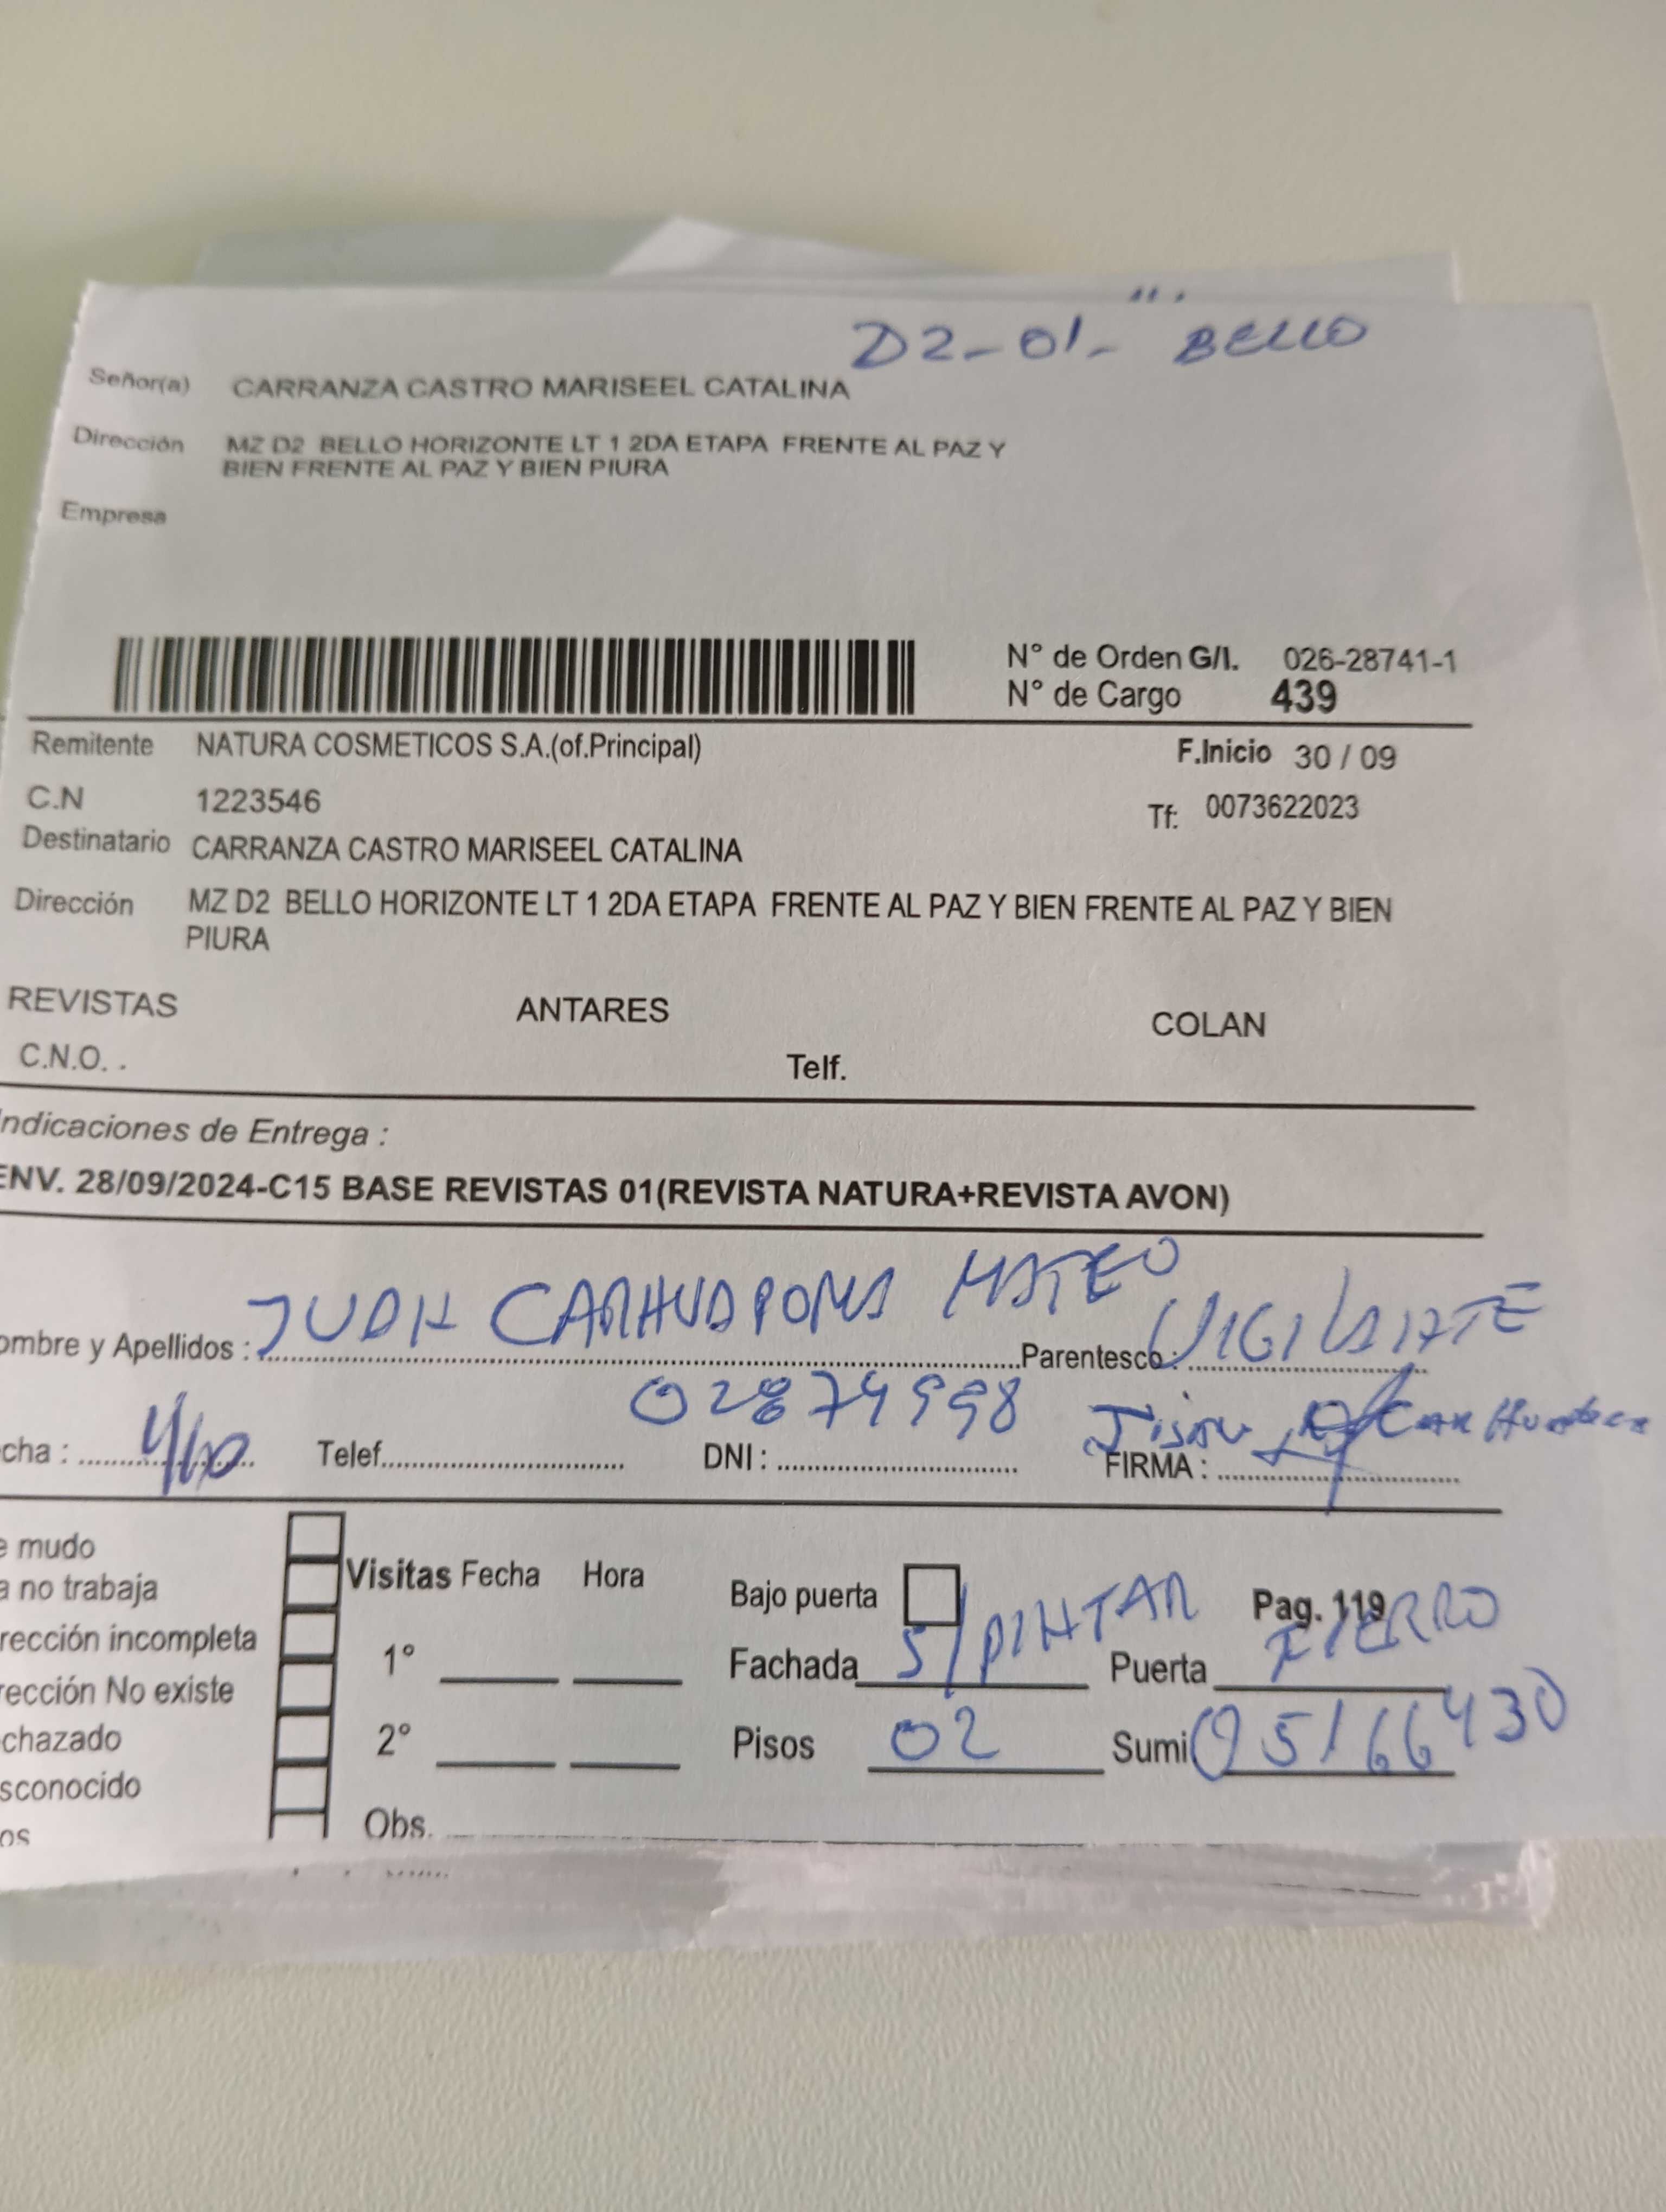 D2-01- BELLO
Señor(a) CARRANZA CASTRO MARISEEL CATALINA
Dirección MZ D2 BELLO HORIZONTE LT 1 2DA ETAPA FRENTE AL PAZ Y
BIEN FRENTE AL PAZ Y BIEN PIURA
Empresa
N° de Orden G/I. 026-28741-1
N° de Cargo 439
Remitente NATURA COSMETICOS S.A.(of.Principal) F.Inicio 30 / 09
C.N 1223546 Tf: 0073622023
Destinatario CARRANZA CASTRO MARISEEL CATALINA
Dirección MZ D2 BELLO HORIZONTE LT 1 2DA ETAPA FRENTE AL PAZ Y BIEN FRENTE AL PAZ Y BIEN
PIURA
REVISTAS ANTARES COLAN
C.N.O. . Telf.
Indicaciones de Entrega :
ENV. 28/09/2024-C15 BASE REVISTAS 01(REVISTA NATURA+REVISTA AVON)
ombre y Apellidos : JUAN CARHUAPOMA MATEO Parentesco : VIGILANTE
cha : 4/10 Telef. DNI : 02874998 FIRMA :
e mudo
a no trabaja Visitas Fecha Hora Bajo puerta Pag. 119
rección incompleta 1° Fachada S/PINTAR Puerta FIERRO
rección No existe
chazado 2° Pisos 02 Sumi 05166430
sconocido
os Obs.